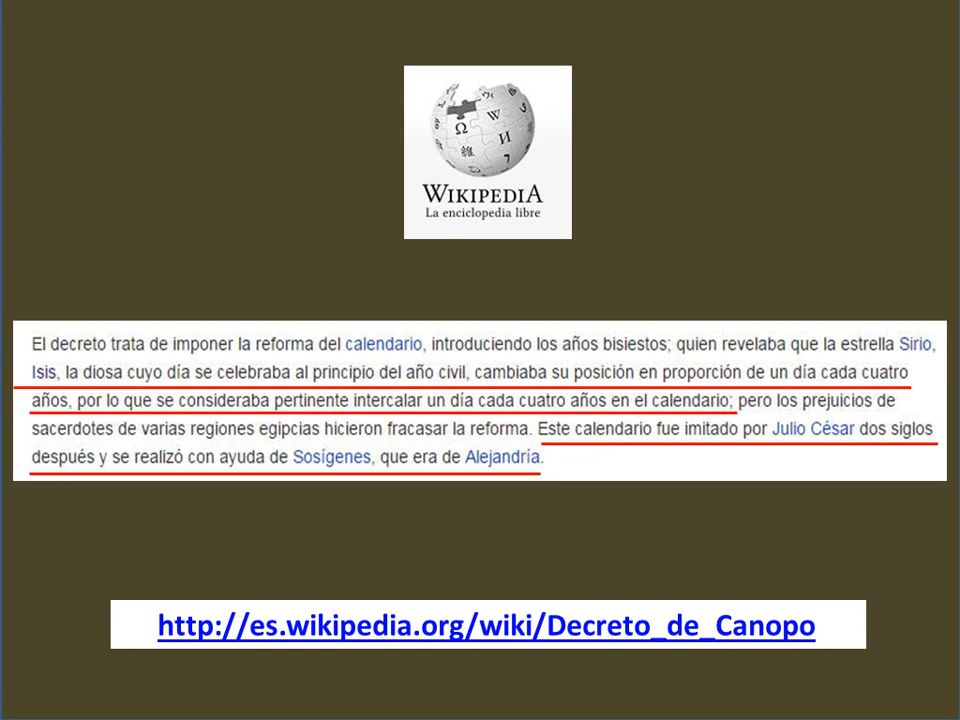 Ω W И 維 7
WIKIPEDIA
La enciclopedia libre
El decreto trata de imponer la reforma del calendario, introduciendo los años bisiestos; quien revelaba que la estrella Sirio,
Isis, la diosa cuyo día se celebraba al principio del año civil, cambiaba su posición en proporción de un día cada cuatro
años, por lo que se consideraba pertinente intercalar un día cada cuatro años en el calendario; pero los prejuicios de
sacerdotes de varias regiones egipcias hicieron fracasar la reforma. Este calendario fue imitado por Julio César dos siglos
después y se realizó con ayuda de Sosígenes, que era de Alejandría.
http://es.wikipedia.org/wiki/Decreto_de_Canopo